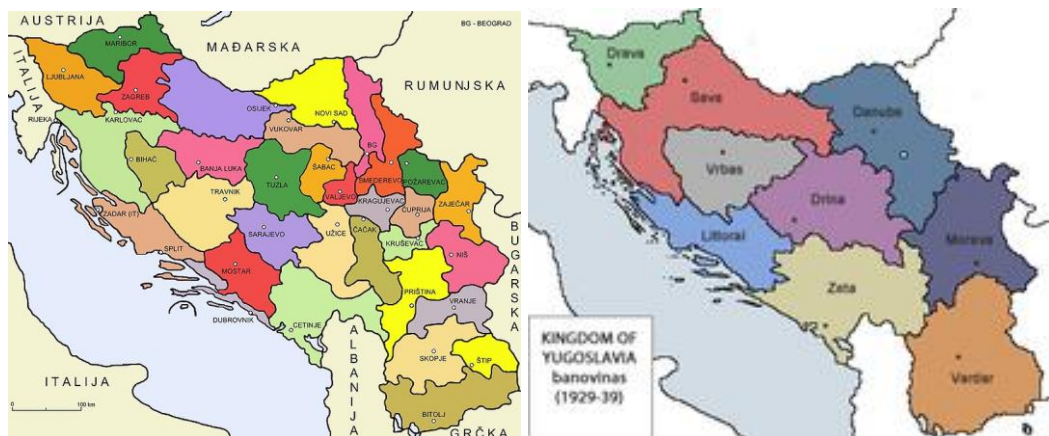 AUSTRIJA
BG - BEOGRAD
MARIBOR
MAĐARSKA
ITALIJA
LJUBLJANA
ZAGREB
RUMUNJSKA
OSIJEK
NOVI SAD
RIJEKA
KARLOVAC
VUKOVAR
BG
BIHAĆ
BANJA LUKA
ŠABAC
SMEDEREVO
POŽAREVAC
TUZLA
VALJEVO
TRAVNIK
KRAGUJEVAC
ZAJEČAR
ĆUPRIJA
ZADAR (IT)
SARAJEVO
UŽICE
ČAČAK
KRUŠEVAC
SPLIT
MOSTAR
NIŠ
BUGARSKA
PRIŠTINA
VRANJE
DUBROVNIK
CETINJE
ALBANIJA
SKOPJE
ŠTIP
ITALIJA
100 km
BITOLJ
GRČKA
Drava
Sava
Danube
Vrbas
Drina
Littoral
Morava
Zeta
Vardar
KINGDOM OF
YUGOSLAVIA
banovinas
(1929-39)